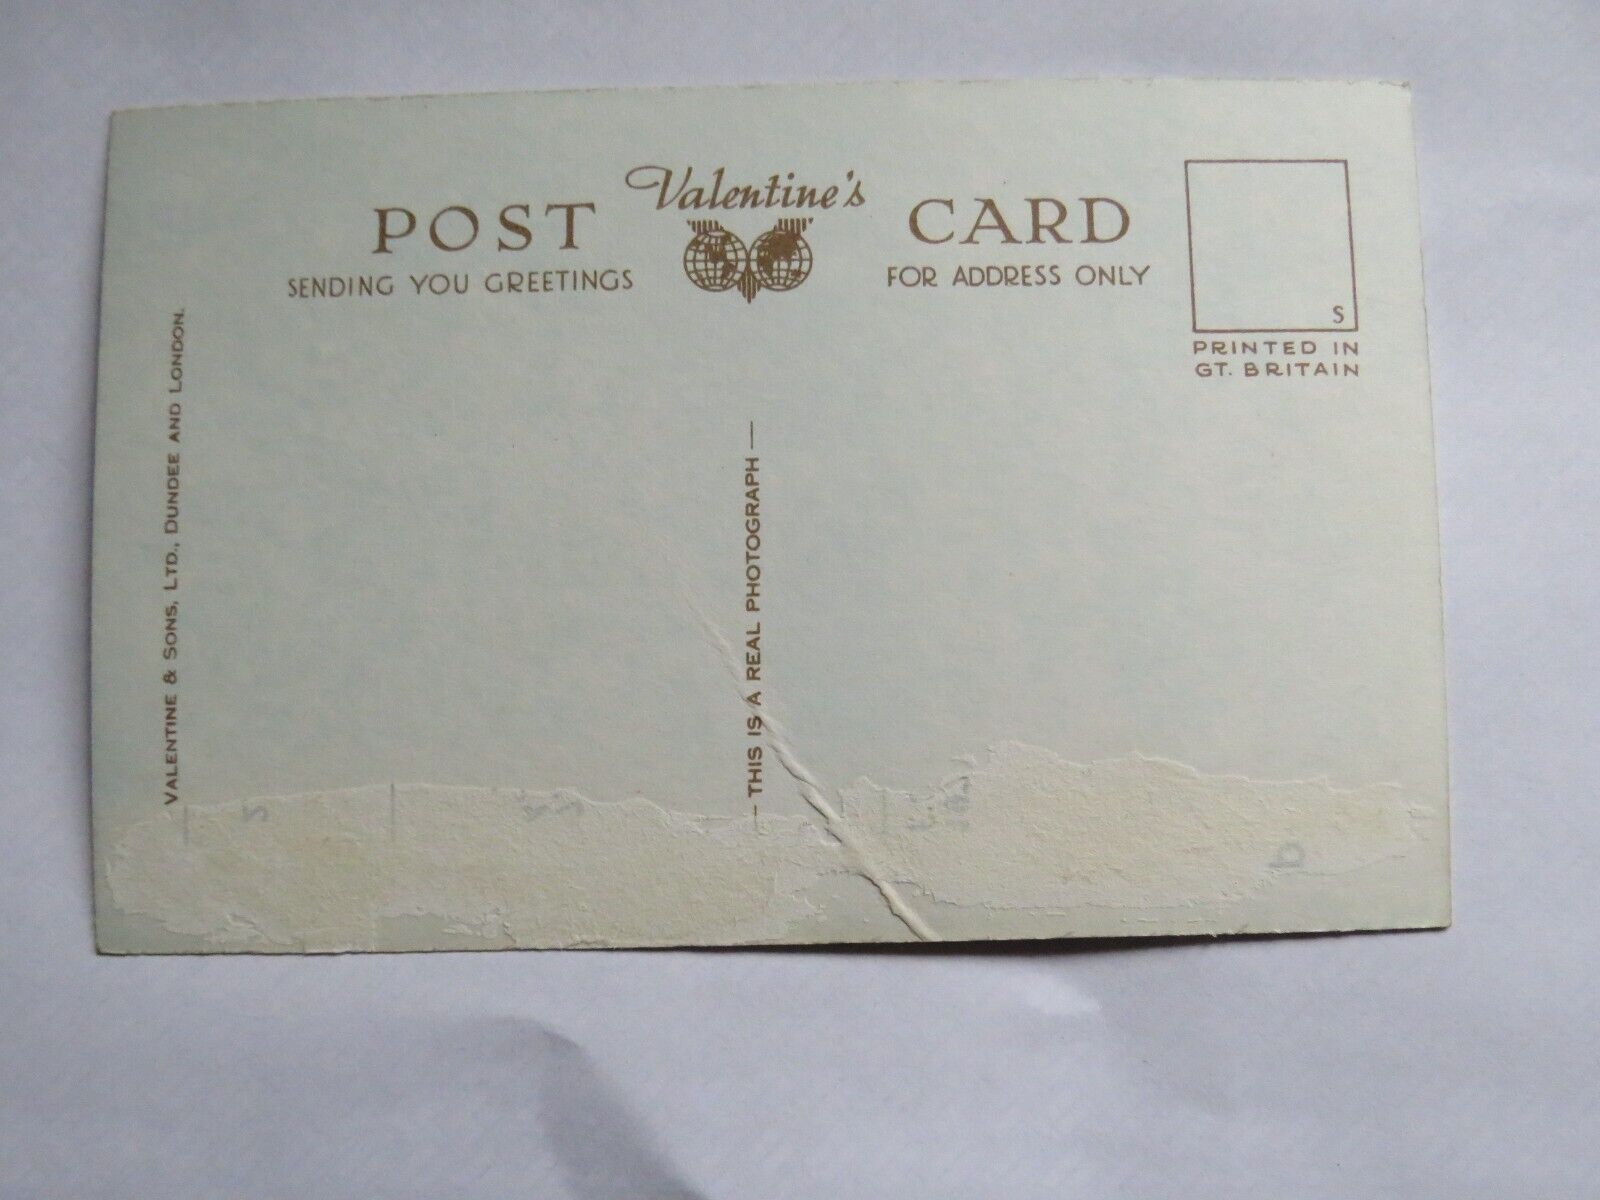 Valentine's
POST CARD
SENDING YOU GREETINGS
FOR ADDRESS ONLY
S
PRINTED IN
GT. BRITAIN
VALENTINE & SONS, LTD., DUNDEE AND LONDON.
— THIS IS A REAL PHOTOGRAPH —